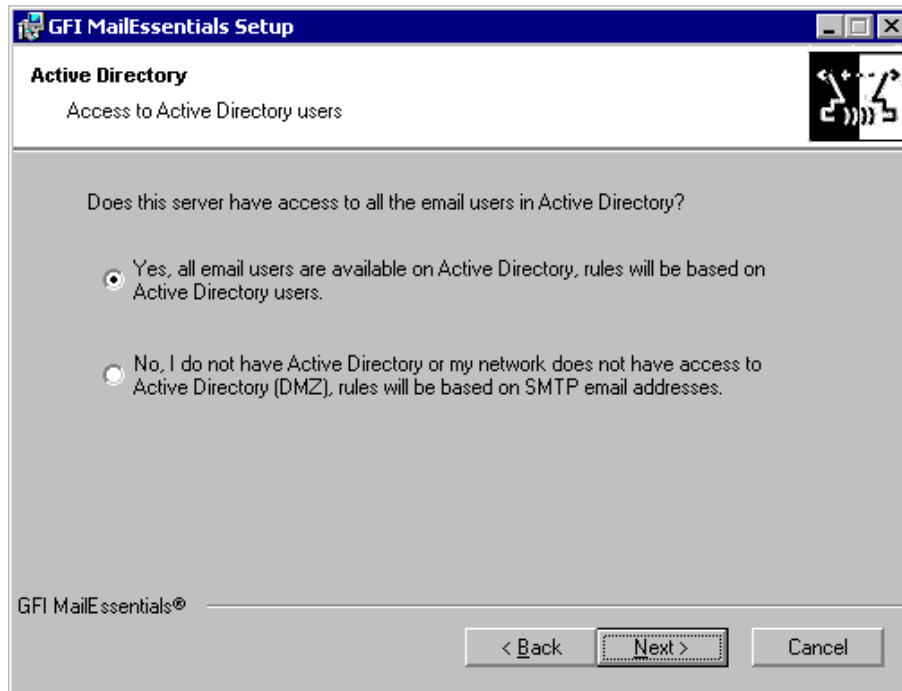 GFI MailEssentials Setup
Active Directory
Access to Active Directory users
Does this server have access to all the email users in Active Directory?
Yes, all email users are available on Active Directory, rules will be based on
Active Directory users.
No, I do not have Active Directory or my network does not have access to
Active Directory (DMZ), rules will be based on SMTP email addresses.
GFI MailEssentials®
< Back
Next >
Cancel